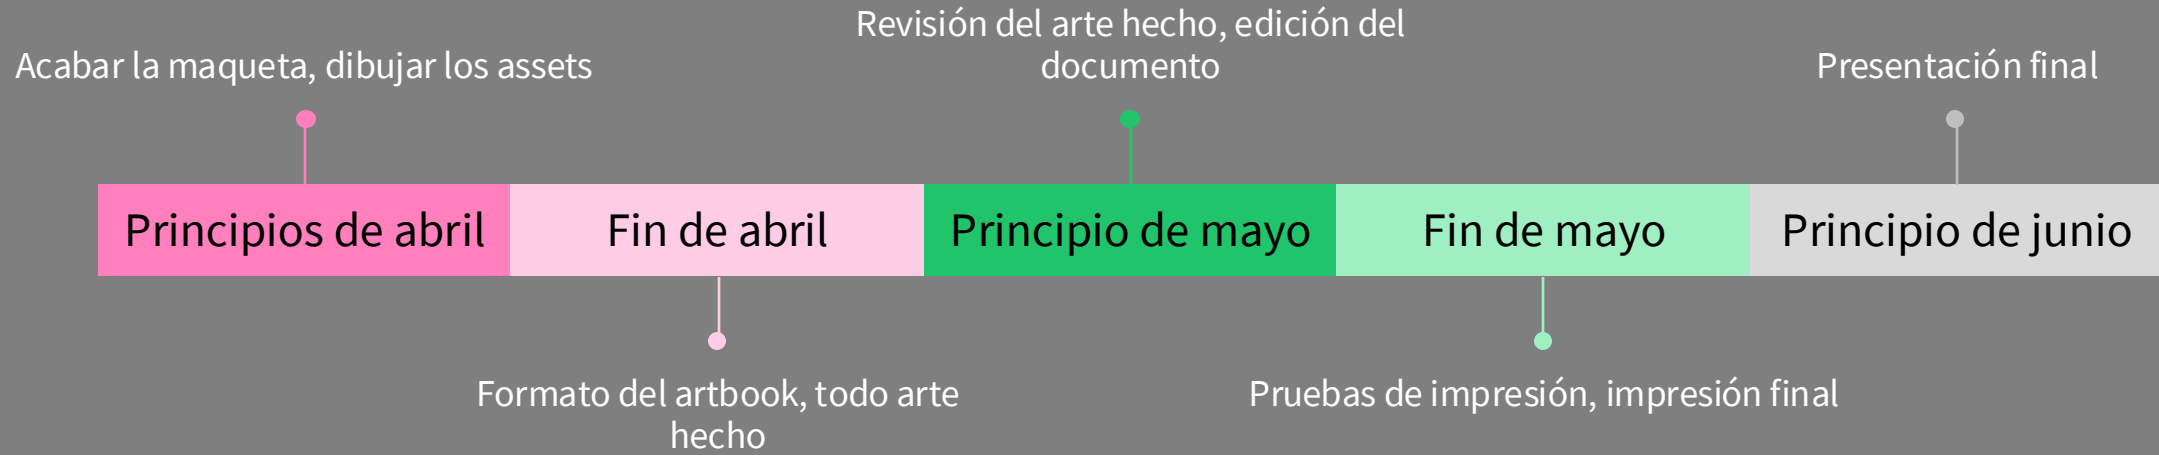 Revisión del arte hecho, edición del
documento
Acabar la maqueta, dibujar los assets
Presentación final
Principios de abril
Fin de abril
Principio de mayo
Fin de mayo
Principio de junio
Formato del artbook, todo arte
hecho
Pruebas de impresión, impresión final